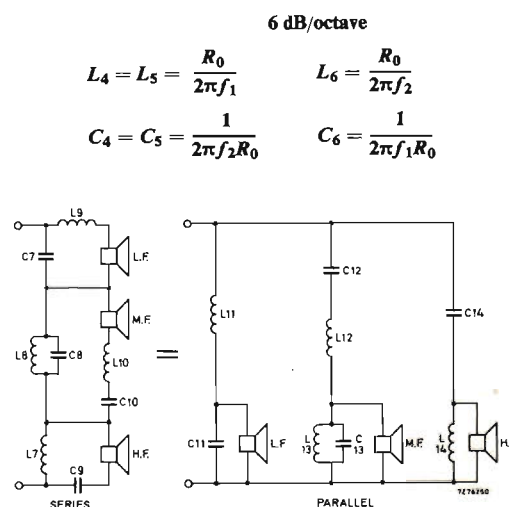 6 dB/octave
L₄ = L₅ = R₀ / 2πf₁
L₆ = R₀ / 2πf₂
C₄ = C₅ = 1 / 2πf₂R₀
C₆ = 1 / 2πf₁R₀
L9
C7
L.F.
M.F.
L8
C8
L10
C10
L7
H.F.
C9
SERIES
=
C12
C14
L11
L12
C11
L.F
L 13
C 13
M.F.
L 14
H.
7Z76250
PARALLEL